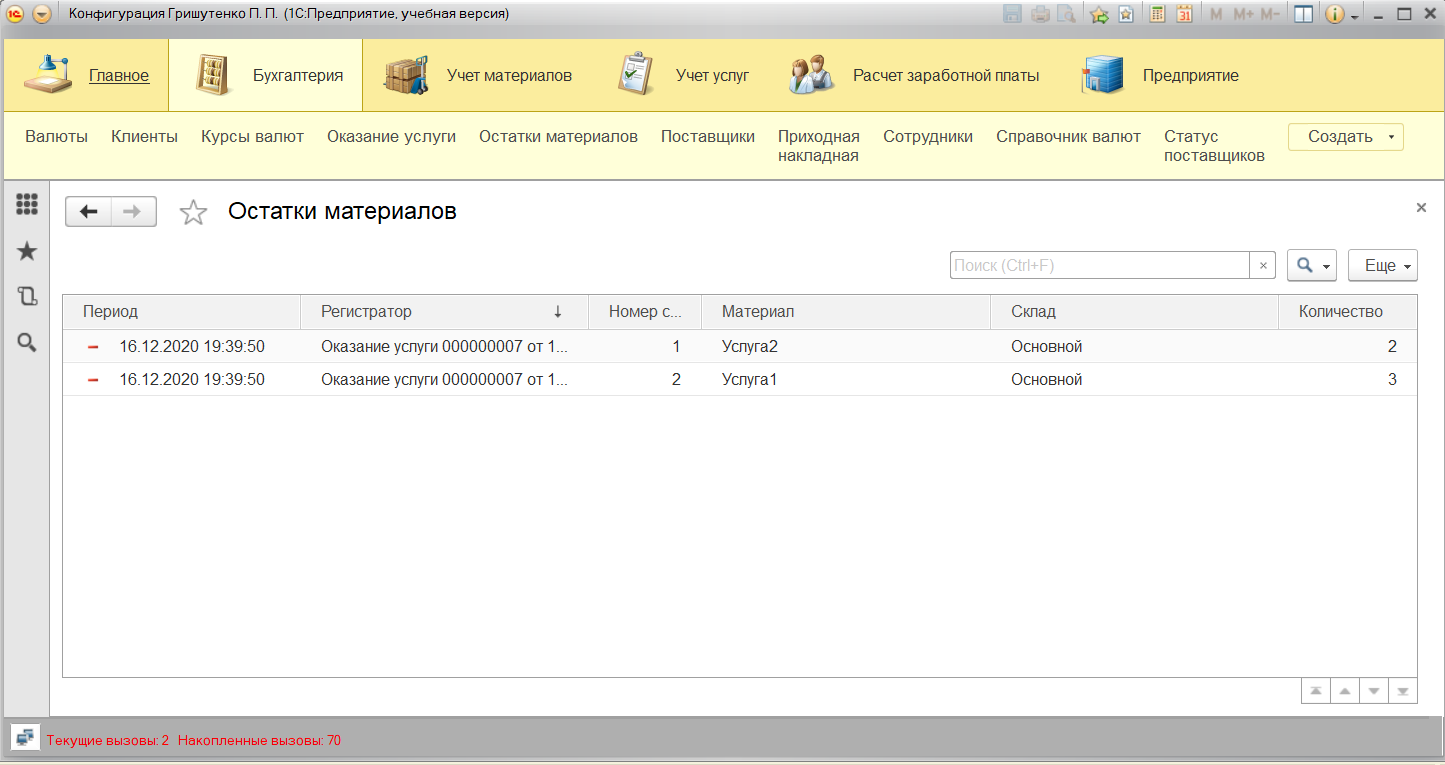 Конфигурация Гришутенко П. П. (1С:Предприятие, учебная версия)
31 M M+ M-
Главное Бухгалтерия Учет материалов Учет услуг Расчет заработной платы Предприятие
Валюты Клиенты Курсы валют Оказание услуги Остатки материалов Поставщики Приходная накладная Сотрудники Справочник валют Статус поставщиков Создать
Остатки материалов
Поиск (Ctrl+F) × Еще
Период Регистратор Номер с... Материал Склад Количество
16.12.2020 19:39:50 Оказание услуги 000000007 от 1... 1 Услуга2 Основной 2
16.12.2020 19:39:50 Оказание услуги 000000007 от 1... 2 Услуга1 Основной 3
Текущие вызовы: 2 Накопленные вызовы: 70